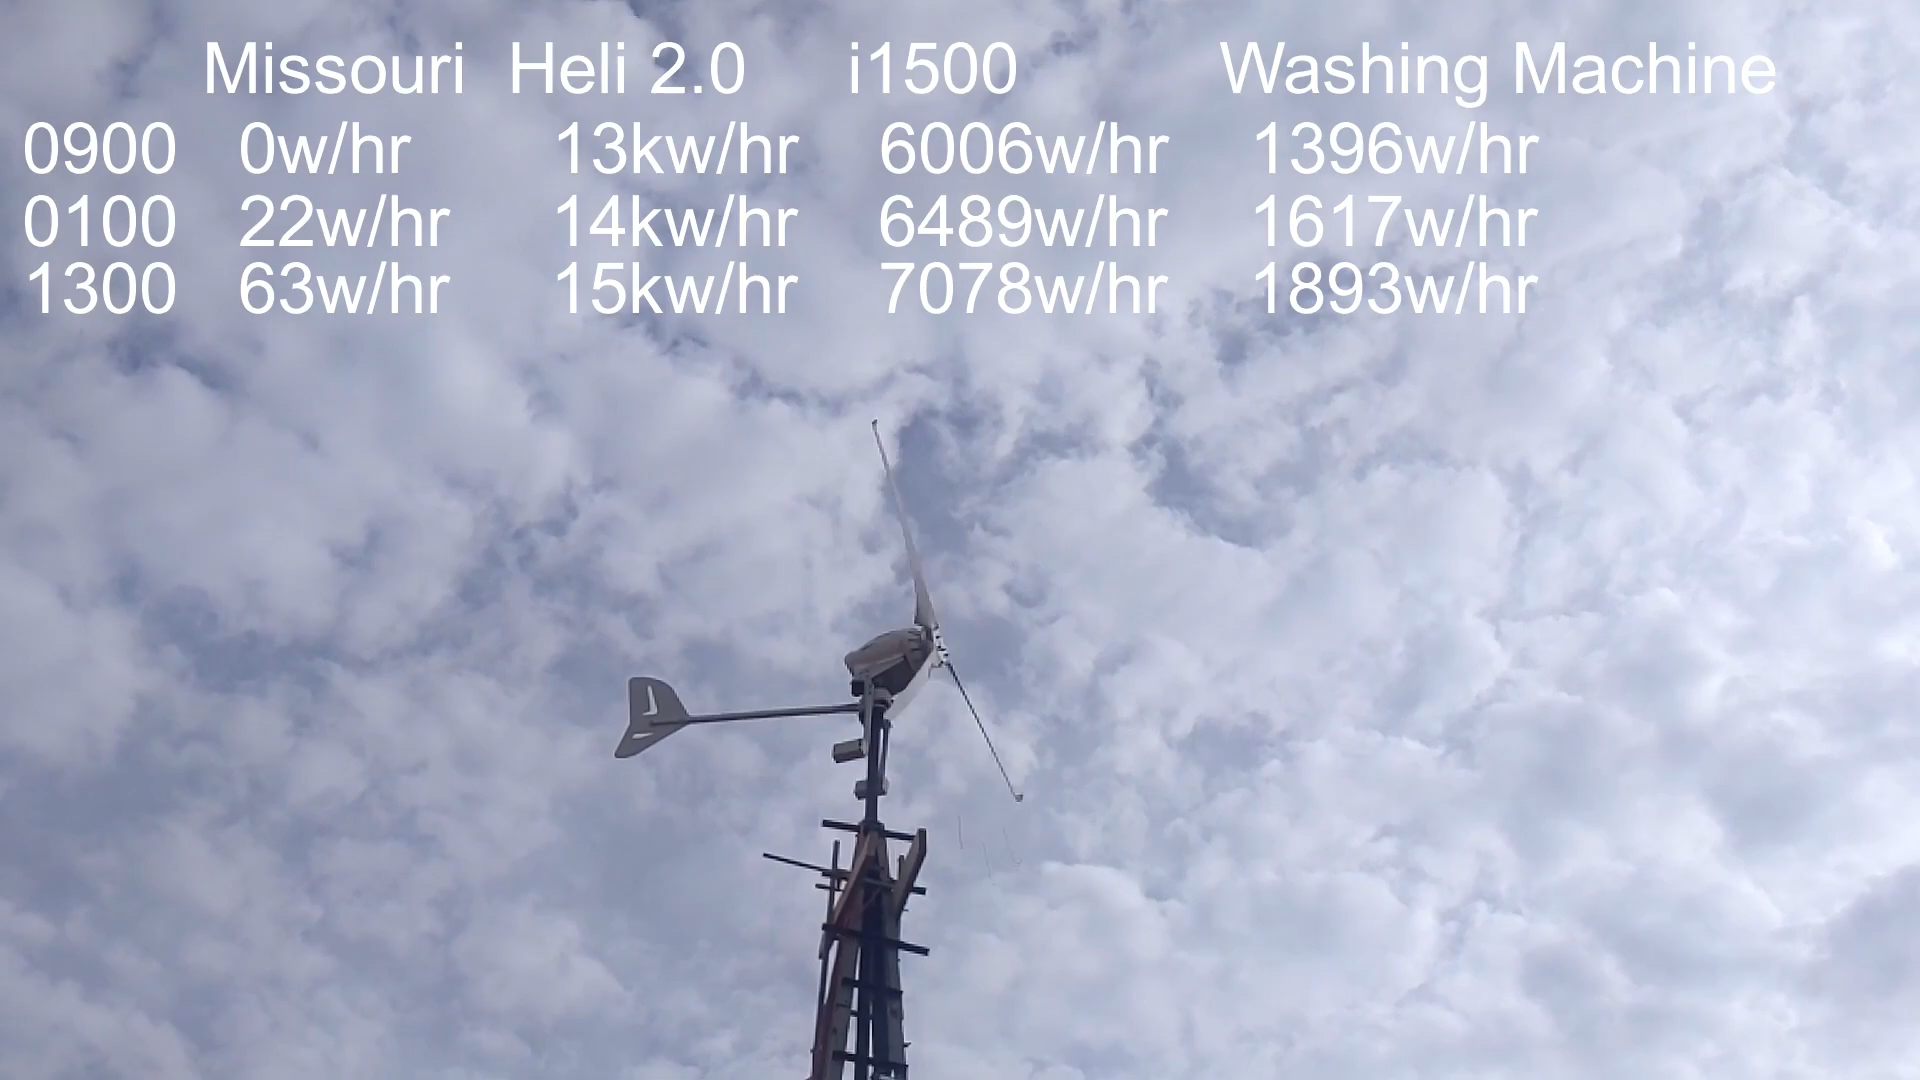 Missouri Heli 2.0 i1500 Washing Machine
0900 0w/hr 13kw/hr 6006w/hr 1396w/hr
0100 22w/hr 14kw/hr 6489w/hr 1617w/hr
1300 63w/hr 15kw/hr 7078w/hr 1893w/hr